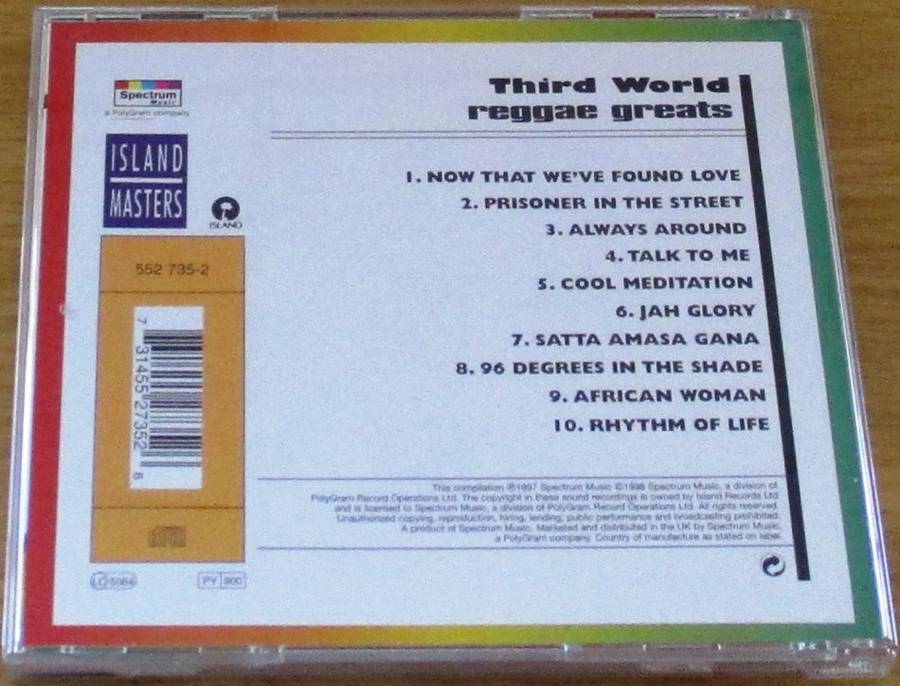 Spectrum
Music
a PolyGram company
ISLAND
MASTERS
ISLAND
552 735-2
7 31455 27352 6
Third World
reggae greats
1. NOW THAT WE'VE FOUND LOVE
2. PRISONER IN THE STREET
3. ALWAYS AROUND
4. TALK TO ME
5. COOL MEDITATION
6. JAH GLORY
7. SATTA AMASA GANA
8. 96 DEGREES IN THE SHADE
9. AFRICAN WOMAN
10. RHYTHM OF LIFE
This compilation ℗1997 Spectrum Music ©1998 Spectrum Music, a division of
PolyGram Record Operations Ltd. The copyright in these sound recordings is owned by Island Records Ltd
and is licensed to Spectrum Music, a division of PolyGram Record Operations Ltd. All rights reserved.
Unauthorised copying, reproduction, hiring, lending, public performance and broadcasting prohibited.
A product of Spectrum Music. Marketed and distributed in the UK by Spectrum Music,
a PolyGram company. Country of manufacture as stated on label.
LC 5064
PY 900